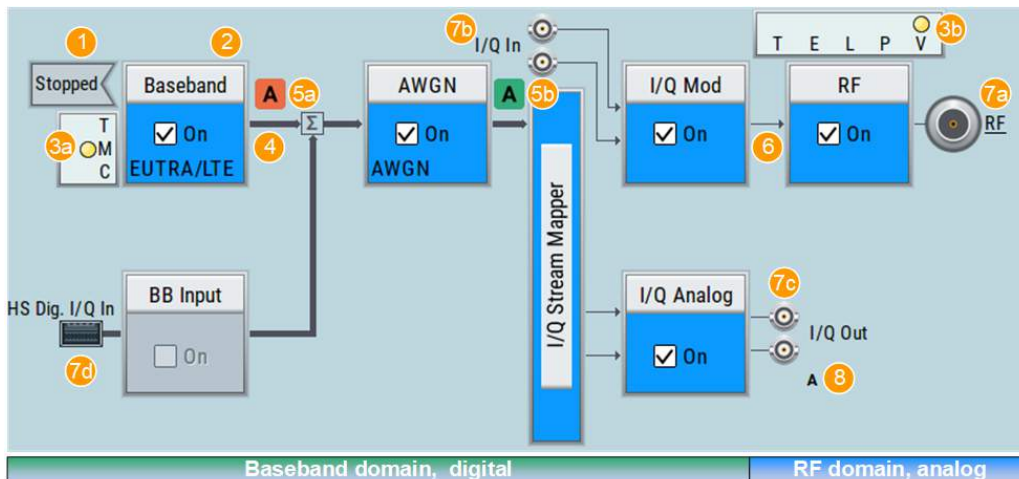 1
2
7b
I/Q In
T E L P V
3b
Stopped
Baseband
A
5a
AWGN
A
5b
I/Q Mod
RF
7a
RF
3a
T
M
C
On
EUTRA/LTE
4
Σ
On
AWGN
On
6
On
I/Q Stream Mapper
HS Dig. I/Q In
7d
BB Input
On
I/Q Analog
On
7c
I/Q Out
A
8
Baseband domain, digital
RF domain, analog